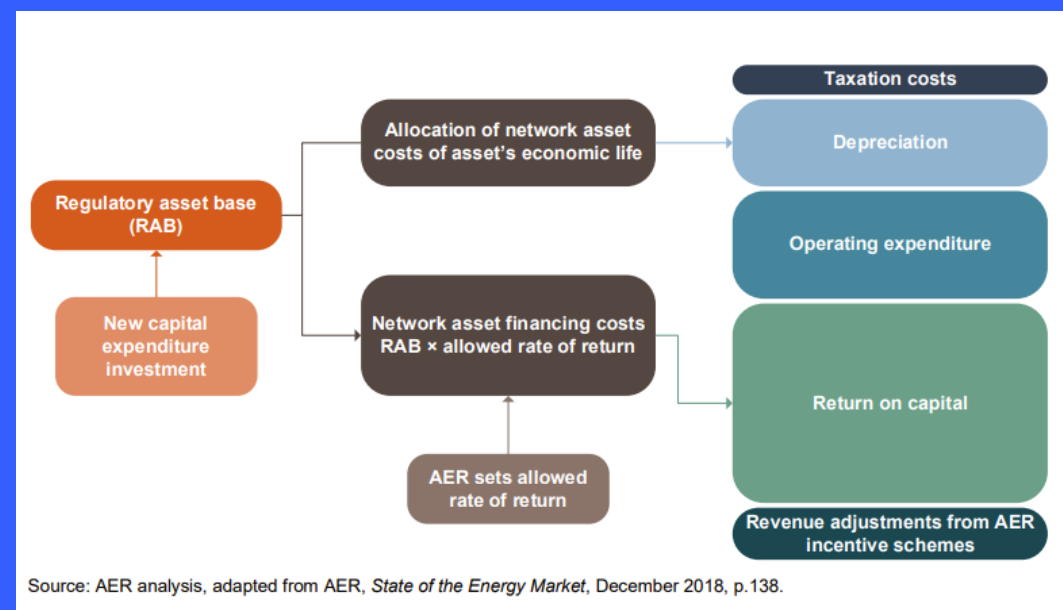 Taxation costs
Allocation of network asset
costs of asset's economic life
Depreciation
Regulatory asset base
(RAB)
Operating expenditure
New capital
expenditure
investment
Network asset financing costs
RAB × allowed rate of return
Return on capital
AER sets allowed
rate of return
Revenue adjustments from AER
incentive schemes
Source: AER analysis, adapted from AER, State of the Energy Market, December 2018, p.138.